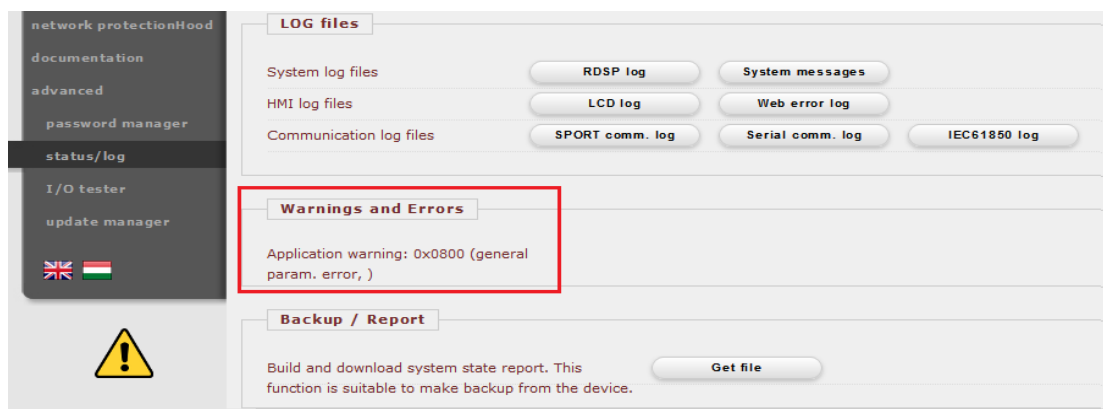 network protectionHood
documentation
advanced
password manager
status/log
I/O tester
update manager
LOG files
System log files
RDSP log
System messages
HMI log files
LCD log
Web error log
Communication log files
SPORT comm. log
Serial comm. log
IEC61850 log
Warnings and Errors
Application warning: 0x0800 (general
param. error, )
Backup / Report
Build and download system state report. This
function is suitable to make backup from the device.
Get file